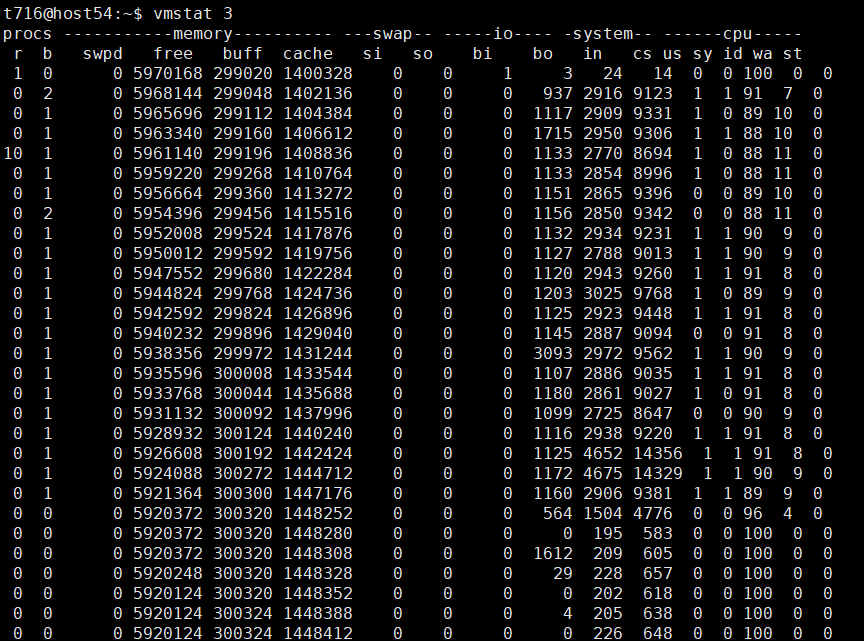 t716@host54:~$ vmstat 3
procs -----------memory---------- ---swap-- -----io---- -system-- ------cpu-----
 r  b   swpd   free   buff  cache   si   so    bi    bo   in   cs us sy id wa st
 1  0      0 5970168 299020 1400328    0    0     1     3   24   14  0  0 100  0  0
 0  2      0 5968144 299048 1402136    0    0     0   937 2916 9123  1  1 91  7  0
 0  1      0 5965696 299112 1404384    0    0     0  1117 2909 9331  1  0 89 10  0
 0  1      0 5963340 299160 1406612    0    0     0  1715 2950 9306  1  1 88 10  0
10  1      0 5961140 299196 1408836    0    0     0  1133 2770 8694  1  0 88 11  0
 0  1      0 5959220 299268 1410764    0    0     0  1133 2854 8996  1  0 88 11  0
 0  1      0 5956664 299360 1413272    0    0     0  1151 2865 9396  0  0 89 10  0
 0  2      0 5954396 299456 1415516    0    0     0  1156 2850 9342  0  0 88 11  0
 0  1      0 5952008 299524 1417876    0    0     0  1132 2934 9231  1  1 90  9  0
 0  1      0 5950012 299592 1419756    0    0     0  1127 2788 9013  1  1 90  9  0
 0  1      0 5947552 299680 1422284    0    0     0  1120 2943 9260  1  1 91  8  0
 0  1      0 5944824 299768 1424736    0    0     0  1203 3025 9768  1  0 89  9  0
 0  1      0 5942592 299824 1426896    0    0     0  1125 2923 9448  1  1 91  8  0
 0  1      0 5940232 299896 1429040    0    0     0  1145 2887 9094  0  0 91  8  0
 0  1      0 5938356 299972 1431244    0    0     0  3093 2972 9562  1  1 90  9  0
 0  1      0 5935596 300008 1433544    0    0     0  1107 2886 9035  1  1 91  8  0
 0  1      0 5933768 300044 1435688    0    0     0  1180 2861 9027  1  0 91  8  0
 0  1      0 5931132 300092 1437996    0    0     0  1099 2725 8647  0  0 90  9  0
 0  1      0 5928932 300124 1440240    0    0     0  1116 2938 9220  1  1 91  8  0
 0  1      0 5926608 300192 1442424    0    0     0  1125 4652 14356  1  1 91  8  0
 0  1      0 5924088 300272 1444712    0    0     0  1172 4675 14329  1  1 90  9  0
 0  1      0 5921364 300300 1447176    0    0     0  1160 2906 9381  1  1 89  9  0
 0  0      0 5920372 300320 1448252    0    0     0   564 1504 4776  0  0 96  4  0
 0  0      0 5920372 300320 1448280    0    0     0     0  195  583  0  0 100  0  0
 0  0      0 5920372 300320 1448308    0    0     0  1612  209  605  0  0 100  0  0
 0  0      0 5920248 300320 1448328    0    0     0    29  228  657  0  0 100  0  0
 0  0      0 5920124 300320 1448352    0    0     0     0  202  618  0  0 100  0  0
 0  0      0 5920124 300324 1448388    0    0     0     4  205  638  0  0 100  0  0
 0  0      0 5920124 300324 1448412    0    0     0     0  226  648  0  0 100  0  0